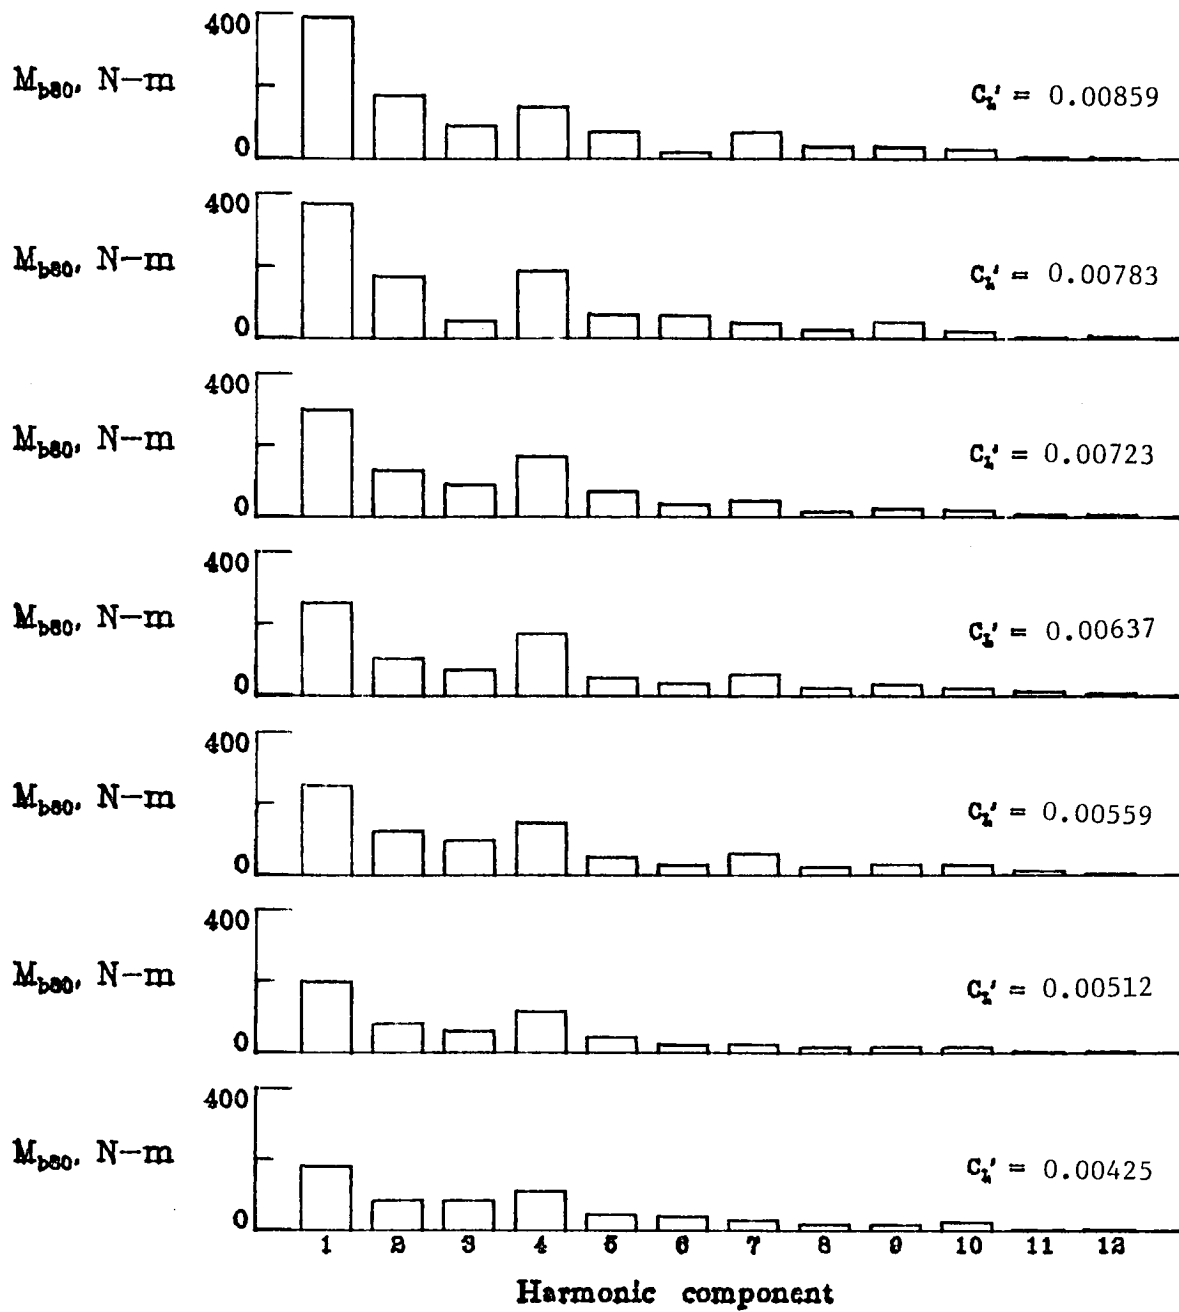 400
M_b80, N-m
C_L' = 0.00859
0
400
M_b80, N-m
C_L' = 0.00783
0
400
M_b80, N-m
C_L' = 0.00723
0
400
M_b80, N-m
C_L' = 0.00637
0
400
M_b80, N-m
C_L' = 0.00559
0
400
M_b80, N-m
C_L' = 0.00512
0
400
M_b80, N-m
C_L' = 0.00425
0
1 2 3 4 5 6 7 8 9 10 11 12
Harmonic component